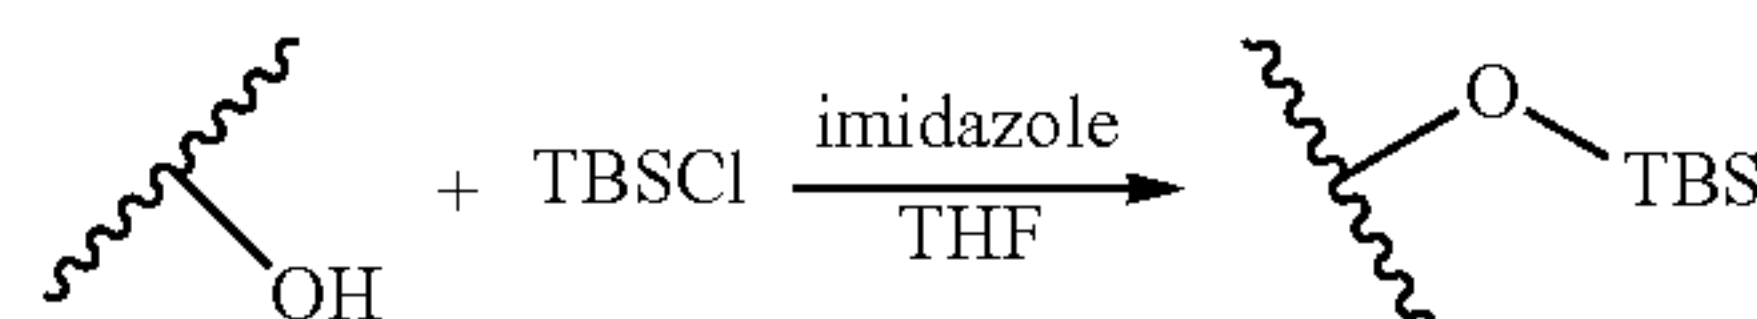 imidazole
O
+ TBSCl
TBS
THF
OH